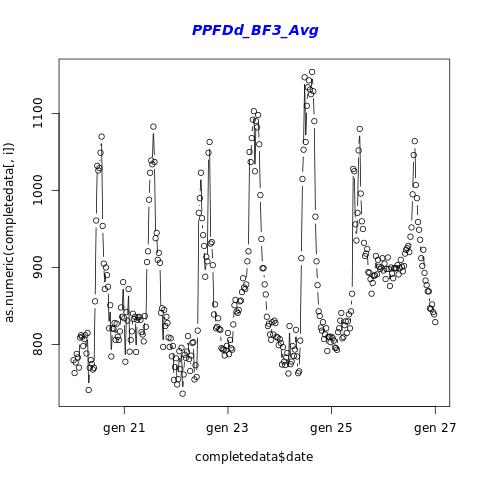 PPFDd_BF3_Avg
as.numeric(completedata[, i])
1100
1000
900
800
gen 21
gen 23
gen 25
gen 27
completedata$date